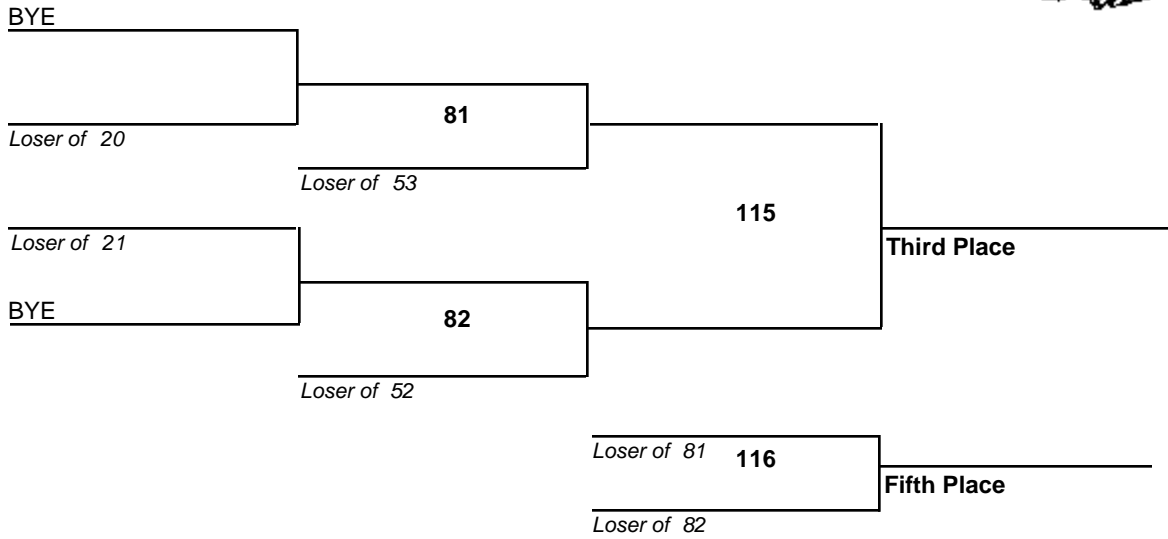 BYE
81
Loser of 20
Loser of 53
115
Loser of 21
Third Place
BYE
82
Loser of 52
Loser of 81
116
Fifth Place
Loser of 82